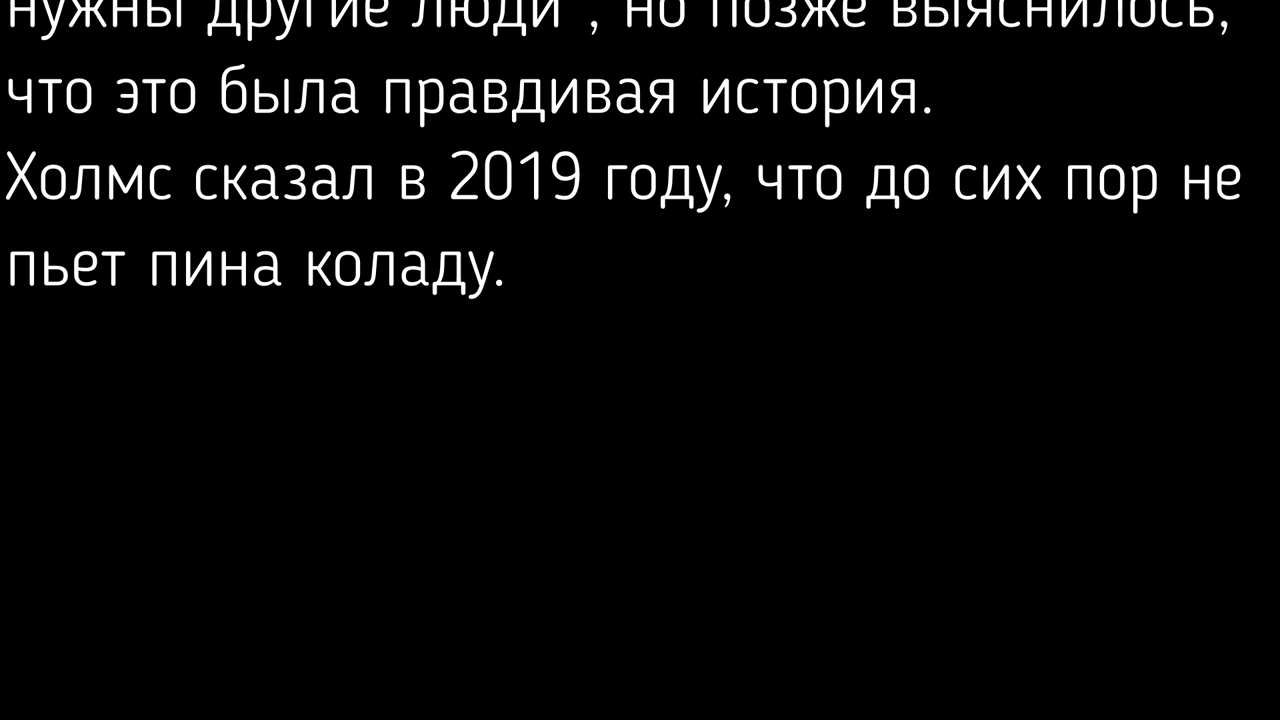 нужны другие люди", но позже выяснилось,
что это была правдивая история.
Холмс сказал в 2019 году, что до сих пор не
пьет пина коладу.